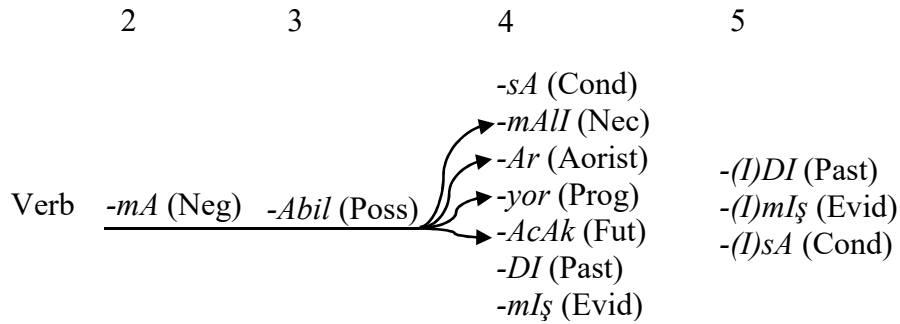 2 3 4 5
-sA (Cond)
-mAlI (Nec)
-Ar (Aorist)
-yor (Prog)
-AcAk (Fut)
-DI (Past)
-mIş (Evid)
-(I)DI (Past)
-(I)mIş (Evid)
-(I)sA (Cond)
Verb -mA (Neg) -Abil (Poss)